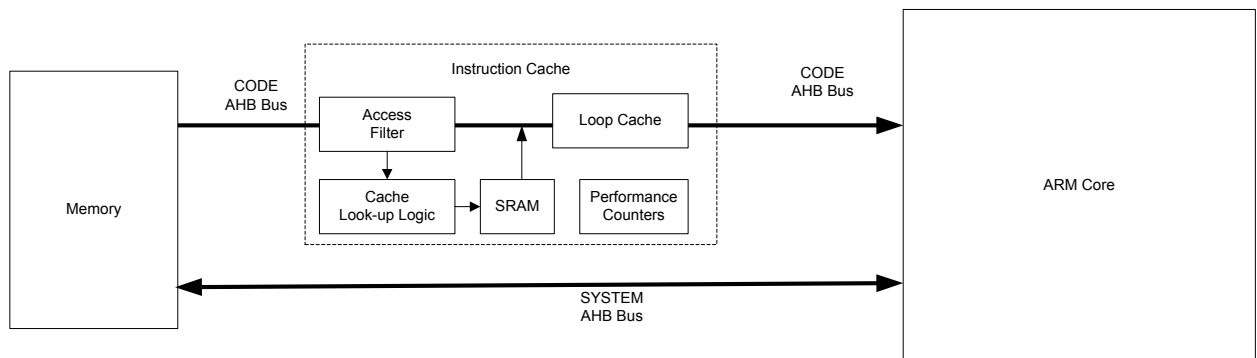 Instruction Cache
CODE
AHB Bus
CODE
AHB Bus
Access
Filter
Loop Cache
Memory
Cache
Look-up Logic
SRAM
Performance
Counters
ARM Core
SYSTEM
AHB Bus